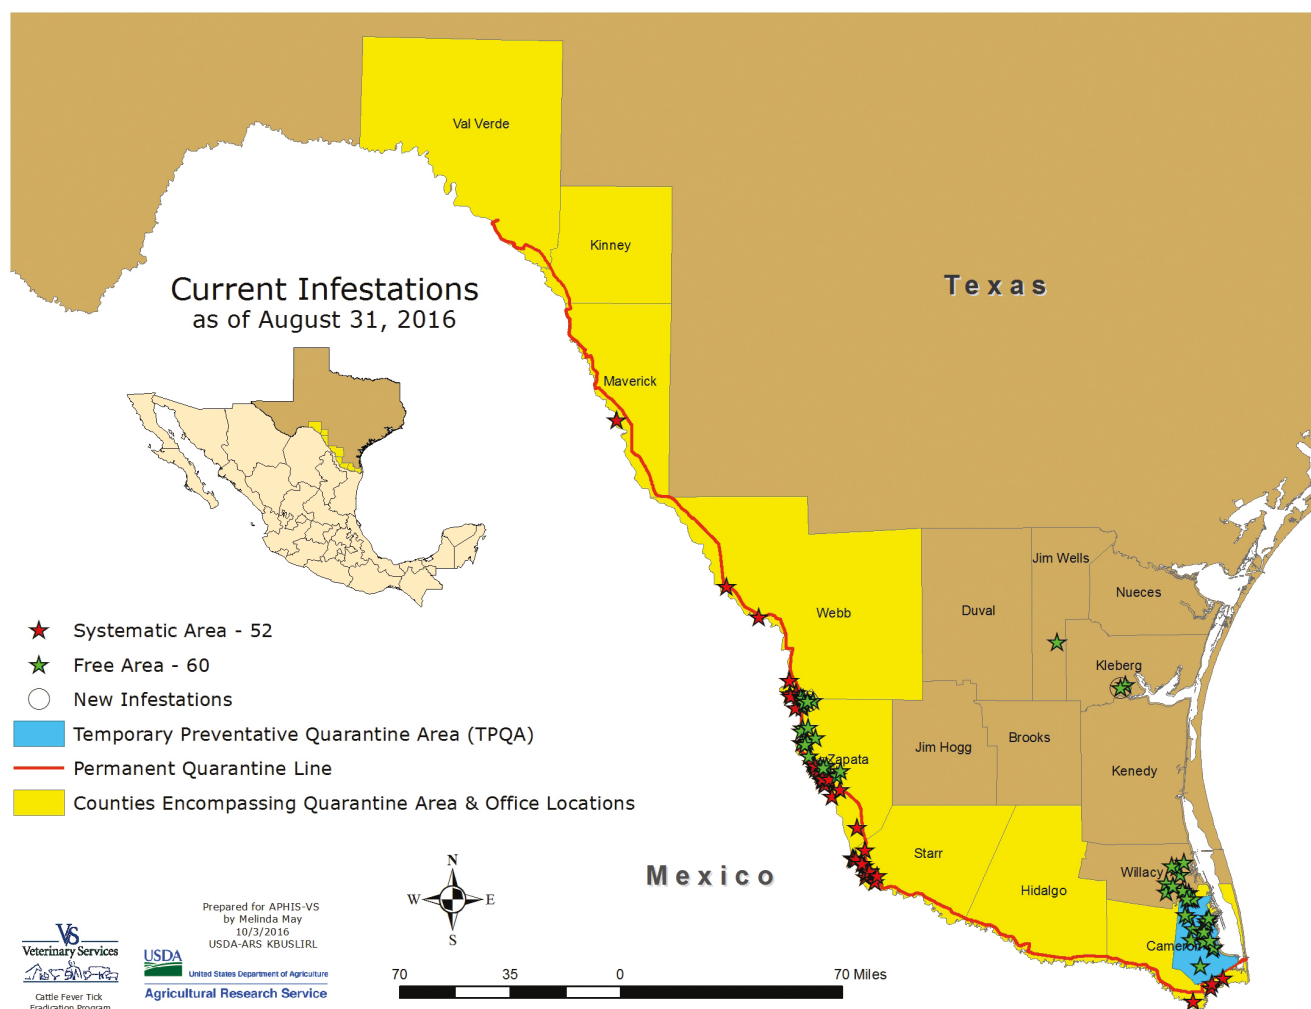 Val Verde
Kinney
Texas
Current Infestations
as of August 31, 2016
Maverick
Jim Wells
Nueces
Duval
Webb
Systematic Area - 52
Free Area - 60
Kleberg
New Infestations
Temporary Preventative Quarantine Area (TPQA)
Jim Hogg
Brooks
Zapata
Permanent Quarantine Line
Kenedy
Counties Encompassing Quarantine Area & Office Locations
Starr
Mexico
Willacy
Hidalgo
N
W
E
S
Cameron
Prepared for APHIS-VS
by Melinda May
10/3/2016
USDA-ARS KBUSLIRL
VS
Veterinary Services
Cattle Fever Tick
Eradication Program
USDA
United States Department of Agriculture
Agricultural Research Service
70 35 0 70 Miles